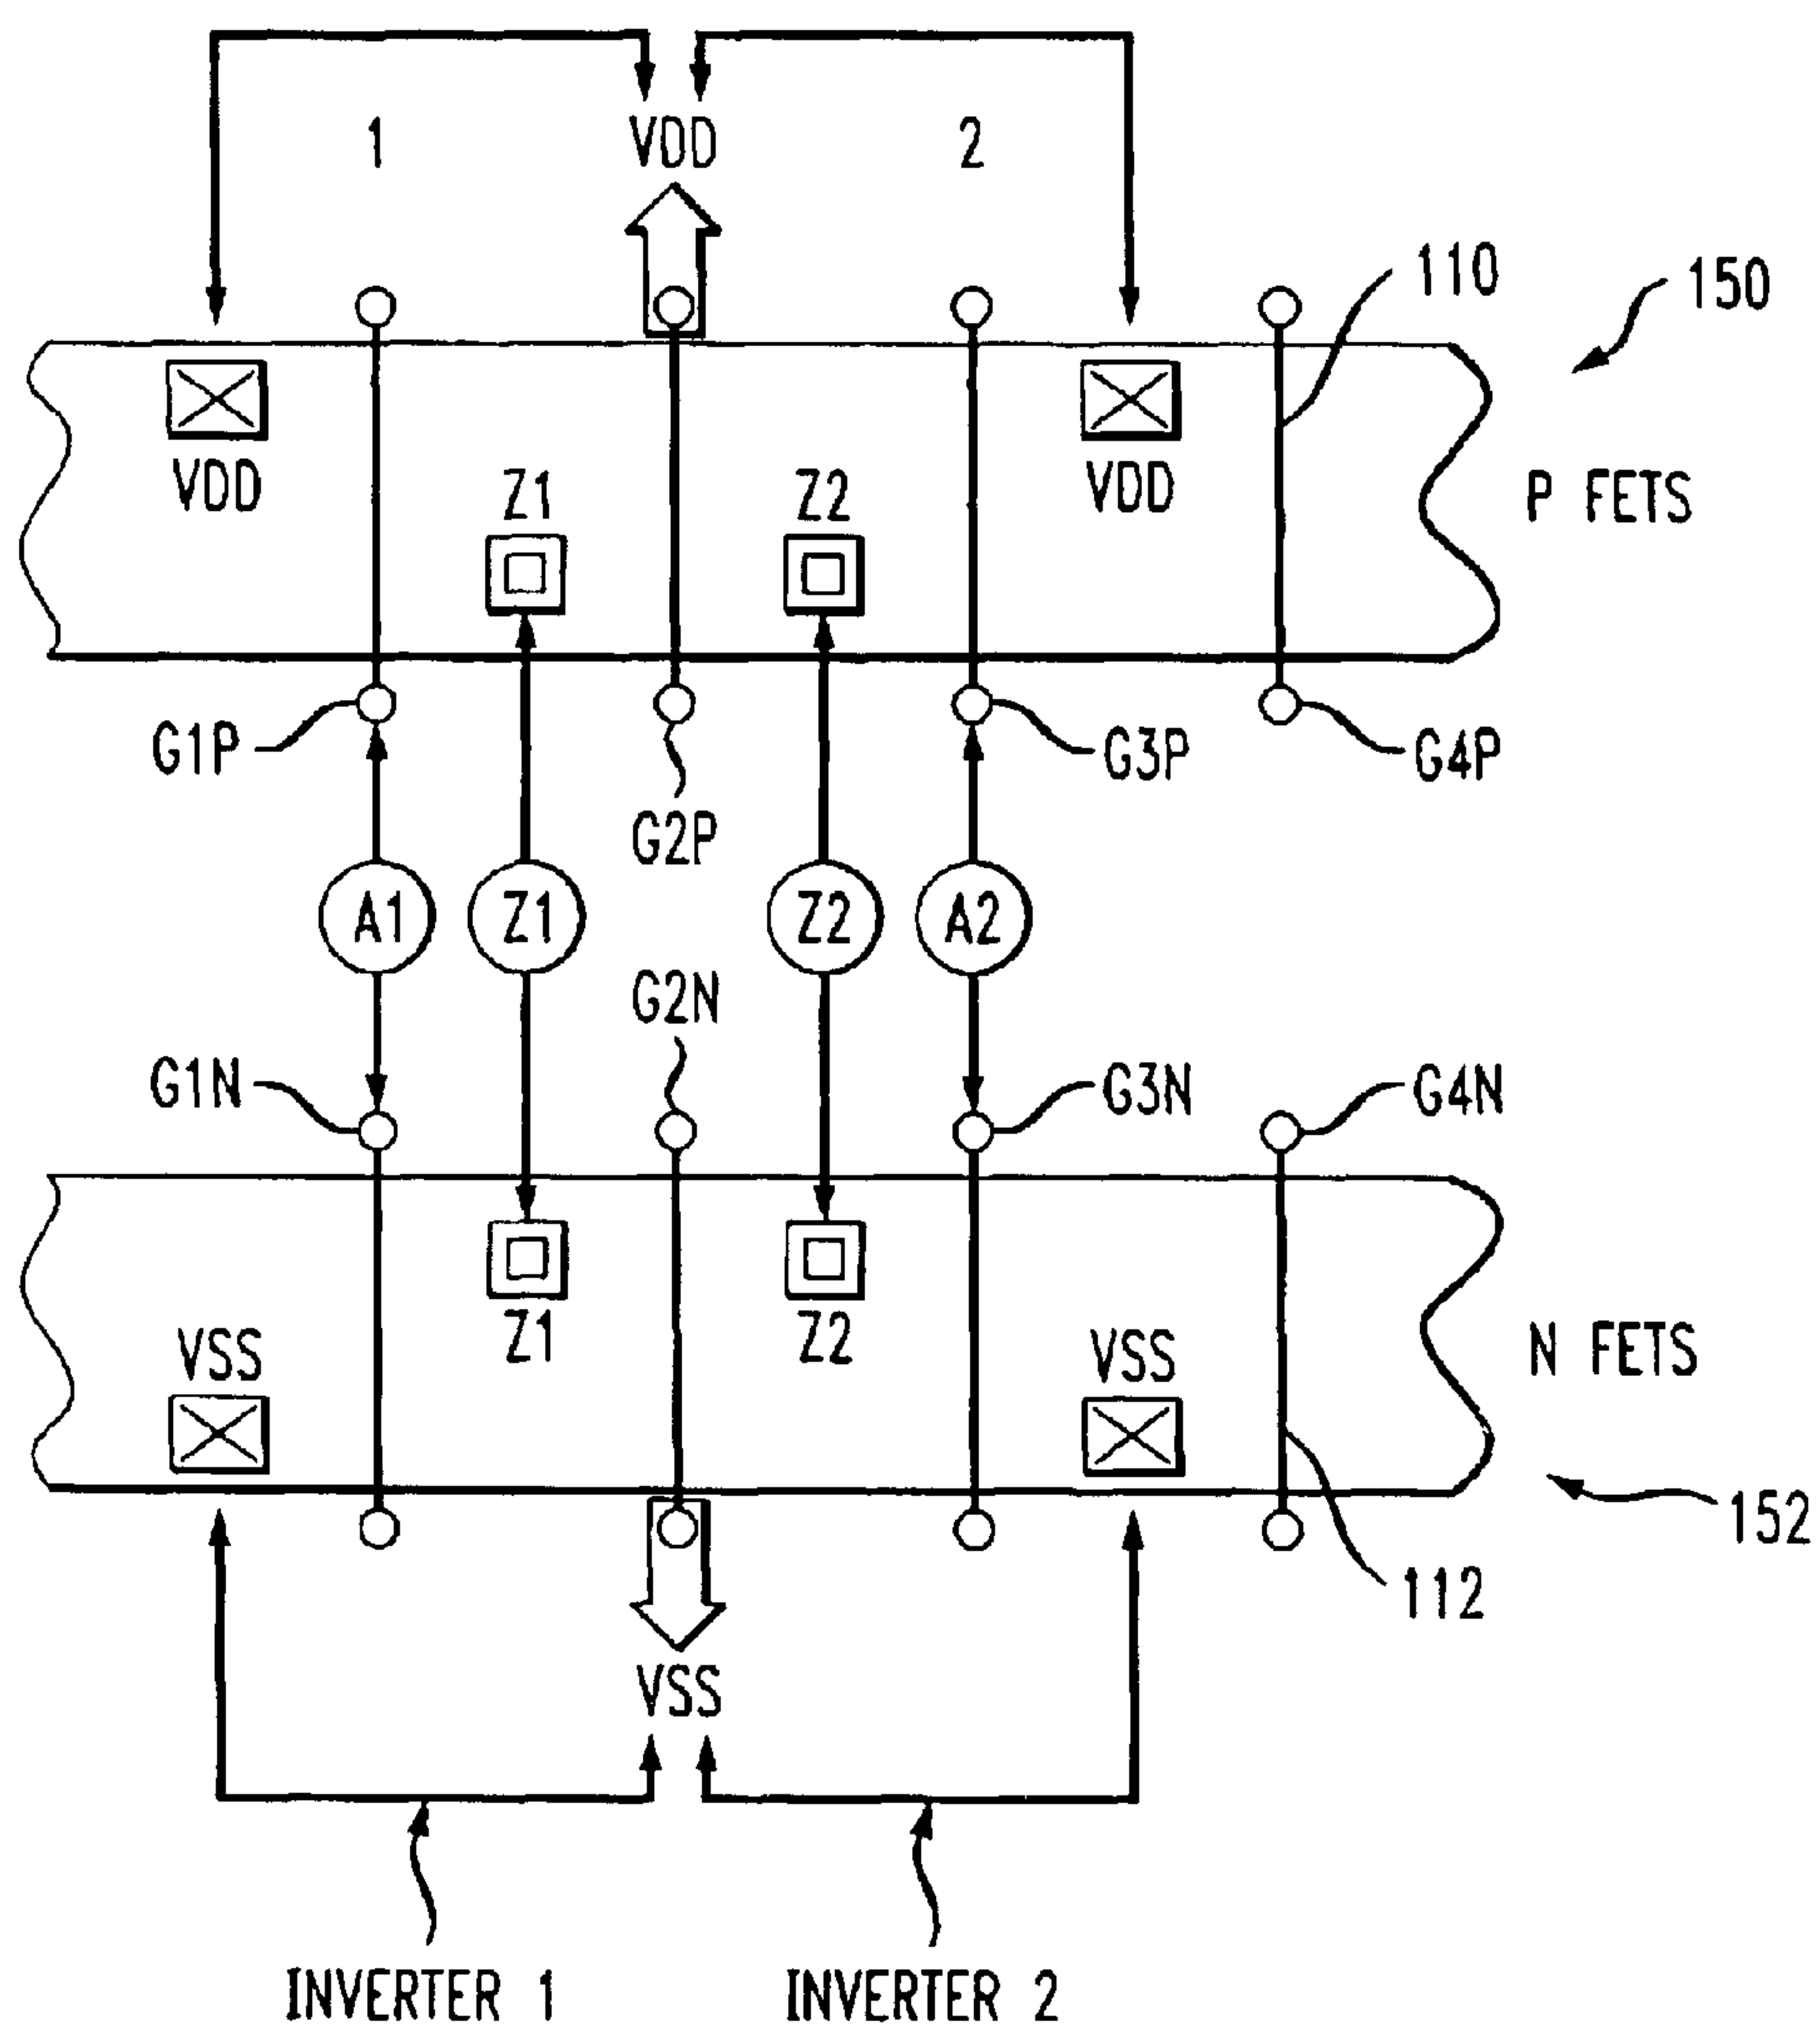 1 VDD 2
110
150
VDD VDD
Z1 Z2
P FETS
G1P G3P G4P
G2P
A1 Z1 Z2 A2
G2N
G1N G3N G4N
Z1 Z2
VSS VSS
N FETS
152
112
VSS
INVERTER 1 INVERTER 2